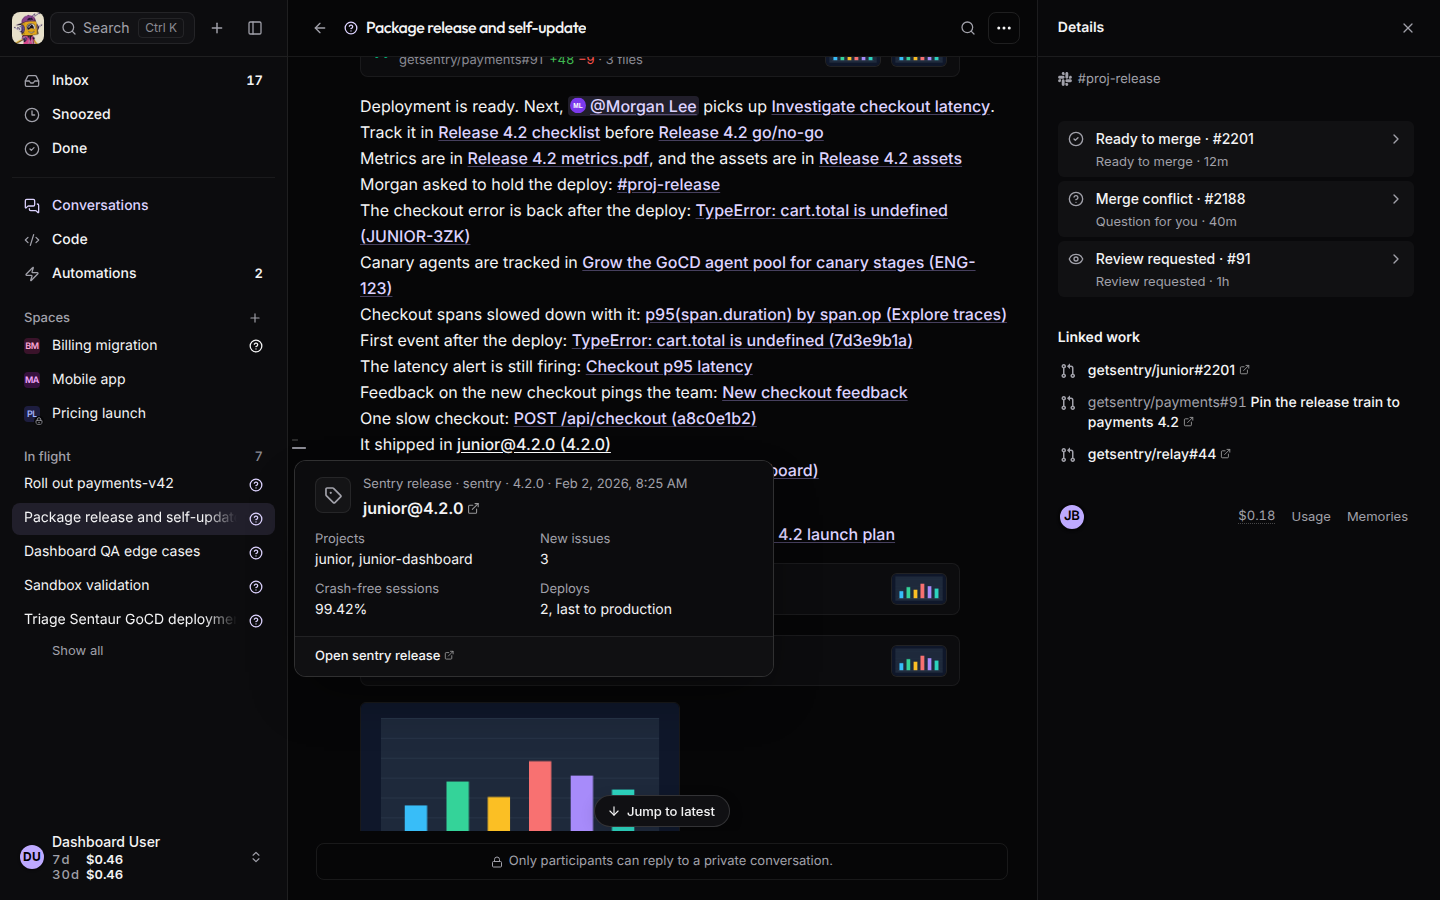 Search Ctrl K
Inbox 17
Snoozed
Done
Conversations
Code
Automations 2
Spaces
BM Billing migration
MA Mobile app
PL Pricing launch
In flight 7
Roll out payments-v42
Package release and self-updat
Dashboard QA edge cases
Sandbox validation
Triage Sentaur GoCD deployme
Show all
DU Dashboard User
7d $0.46
30d $0.46
Package release and self-update
getsentry/payments#91 +48 −9 · 3 files
Deployment is ready. Next, ML @Morgan Lee picks up Investigate checkout latency.
Track it in Release 4.2 checklist before Release 4.2 go/no-go
Metrics are in Release 4.2 metrics.pdf, and the assets are in Release 4.2 assets
Morgan asked to hold the deploy: #proj-release
The checkout error is back after the deploy: TypeError: cart.total is undefined
(JUNIOR-3ZK)
Canary agents are tracked in Grow the GoCD agent pool for canary stages (ENG-
123)
Checkout spans slowed down with it: p95(span.duration) by span.op (Explore traces)
First event after the deploy: TypeError: cart.total is undefined (7d3e9b1a)
The latency alert is still firing: Checkout p95 latency
Feedback on the new checkout pings the team: New checkout feedback
One slow checkout: POST /api/checkout (a8c0e1b2)
It shipped in junior@4.2.0 (4.2.0)
board)
Sentry release · sentry · 4.2.0 · Feb 2, 2026, 8:25 AM
junior@4.2.0
Projects New issues
junior, junior-dashboard 3
Crash-free sessions Deploys
99.42% 2, last to production
Open sentry release
4.2 launch plan
Jump to latest
Only participants can reply to a private conversation.
Details
#proj-release
Ready to merge · #2201
Ready to merge · 12m
Merge conflict · #2188
Question for you · 40m
Review requested · #91
Review requested · 1h
Linked work
getsentry/junior#2201
getsentry/payments#91 Pin the release train to
payments 4.2
getsentry/relay#44
JB $0.18 Usage Memories